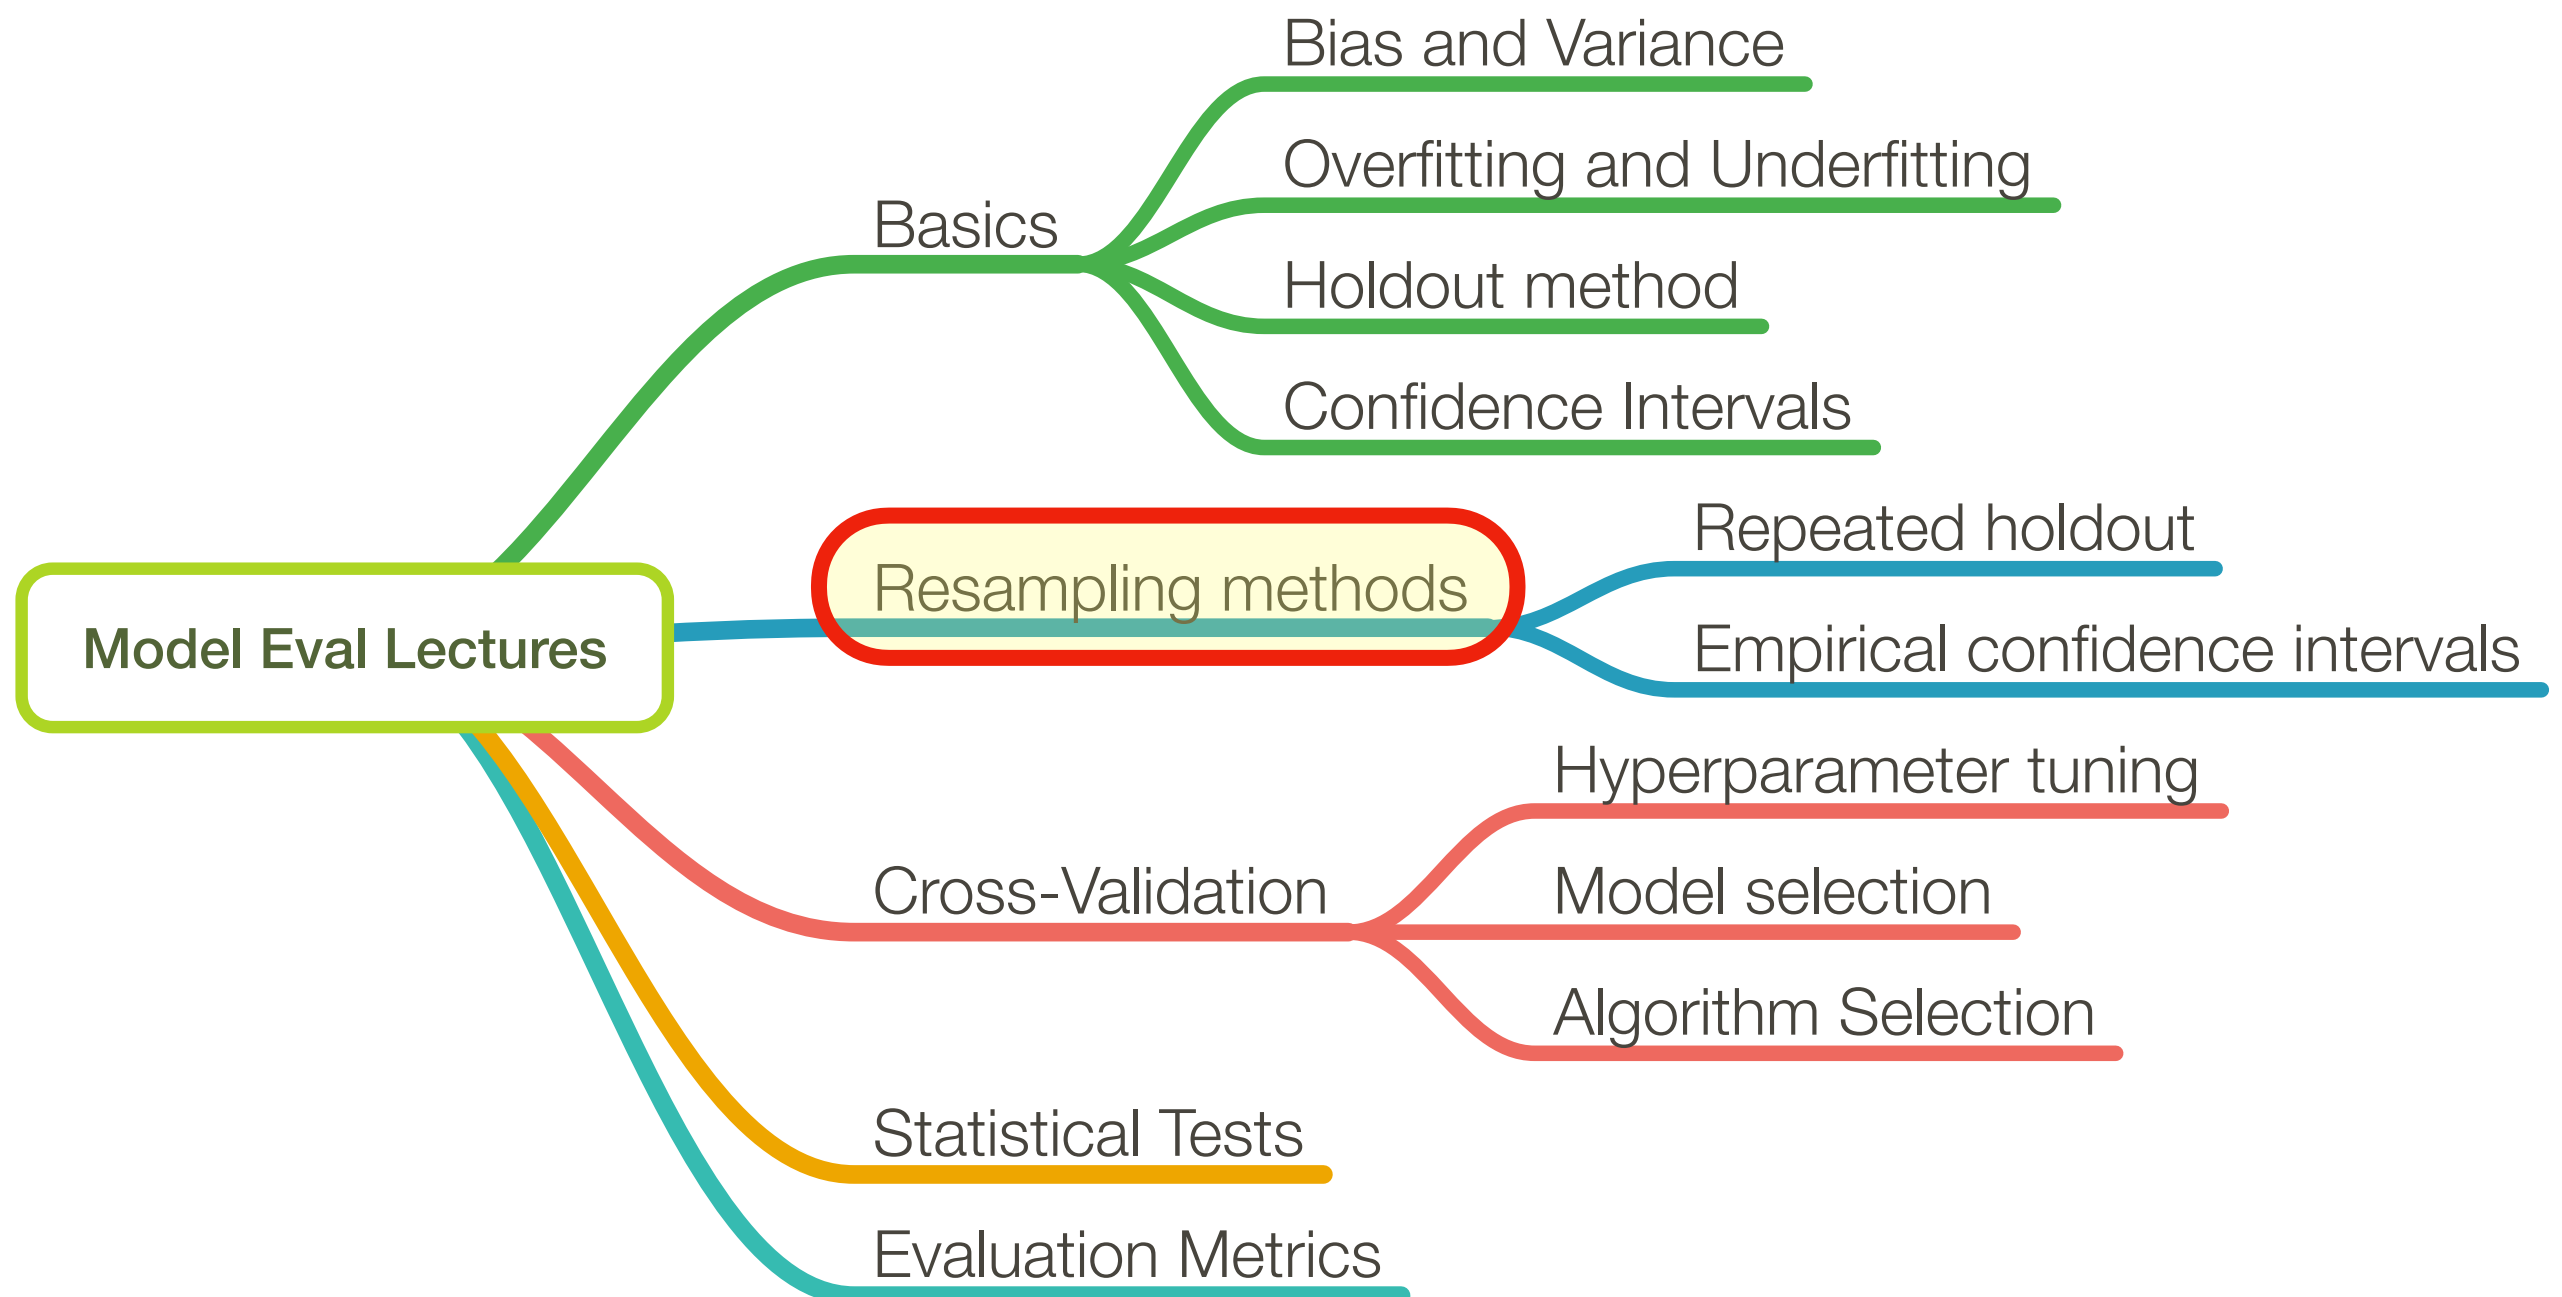 Bias and Variance
Overfitting and Underfitting
Basics
Holdout method
Confidence Intervals
Repeated holdout
Resampling methods
Empirical confidence intervals
Model Eval Lectures
Hyperparameter tuning
Cross-Validation
Model selection
Algorithm Selection
Statistical Tests
Evaluation Metrics